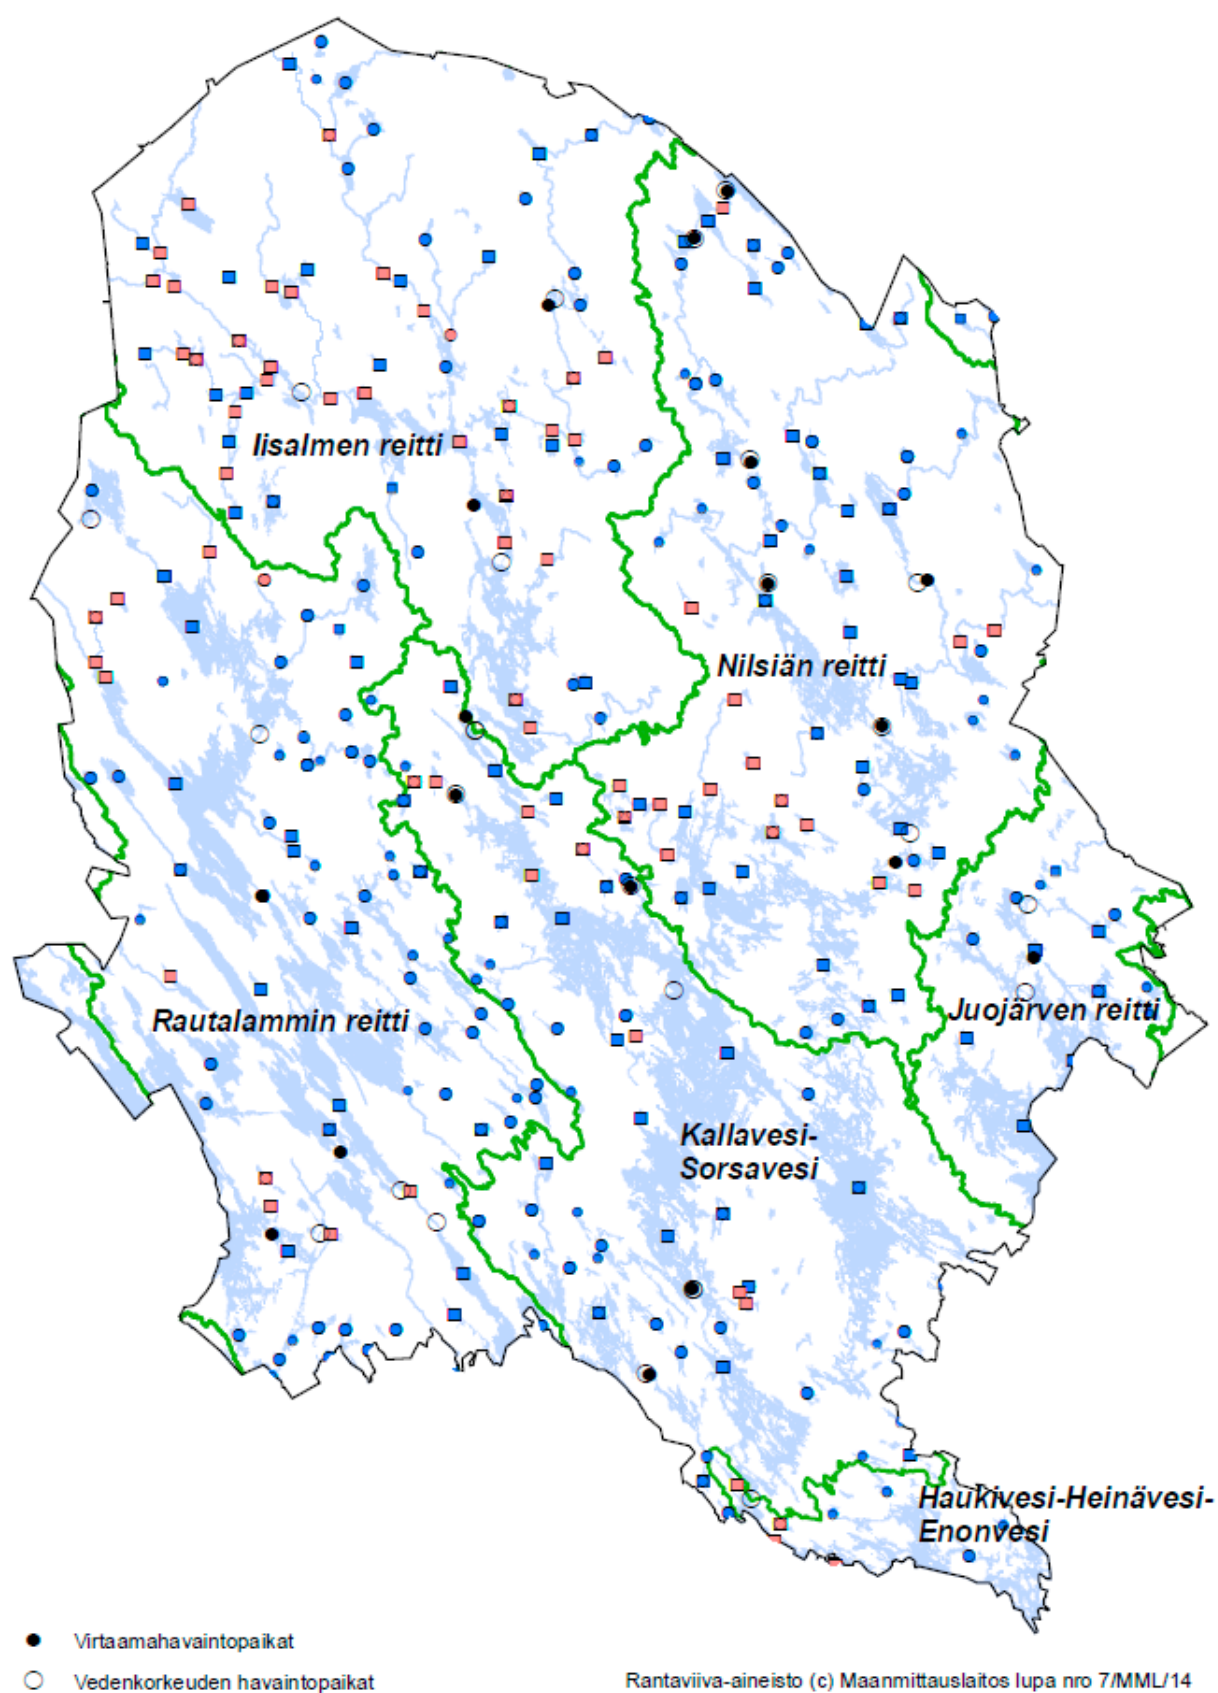 Iisalmen reitti
Nilsiän reitti
Juojärven reitti
Rautalammin reitti
Kallavesi-
Sorsavesi
Haukivesi-Heinävesi-
Enonvesi
Virtaamahavaintopaikat
Vedenkorkeuden havaintopaikat
Rantaviiva-aineisto (c) Maanmittauslaitos lupa nro 7/MML/14